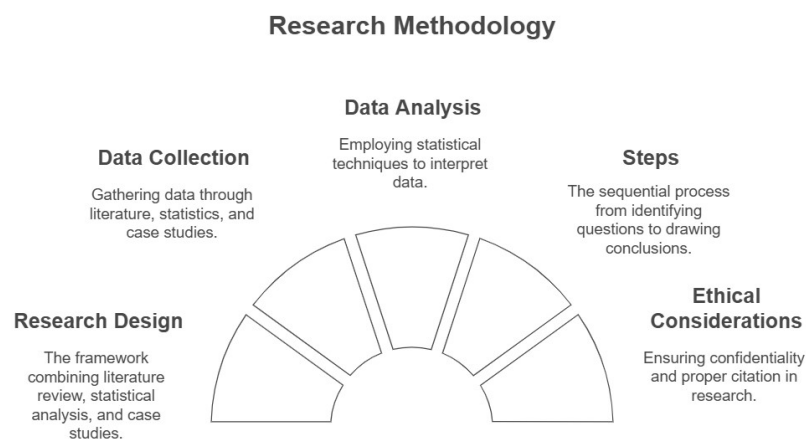 Research Methodology
Data Analysis
Employing statistical
techniques to interpret
data.
Data Collection
Gathering data through
literature, statistics, and
case studies.
Steps
The sequential process
from identifying
questions to drawing
conclusions.
Research Design
The framework
combining literature
review, statistical
analysis, and case
studies.
Ethical
Considerations
Ensuring confidentiality
and proper citation in
research.